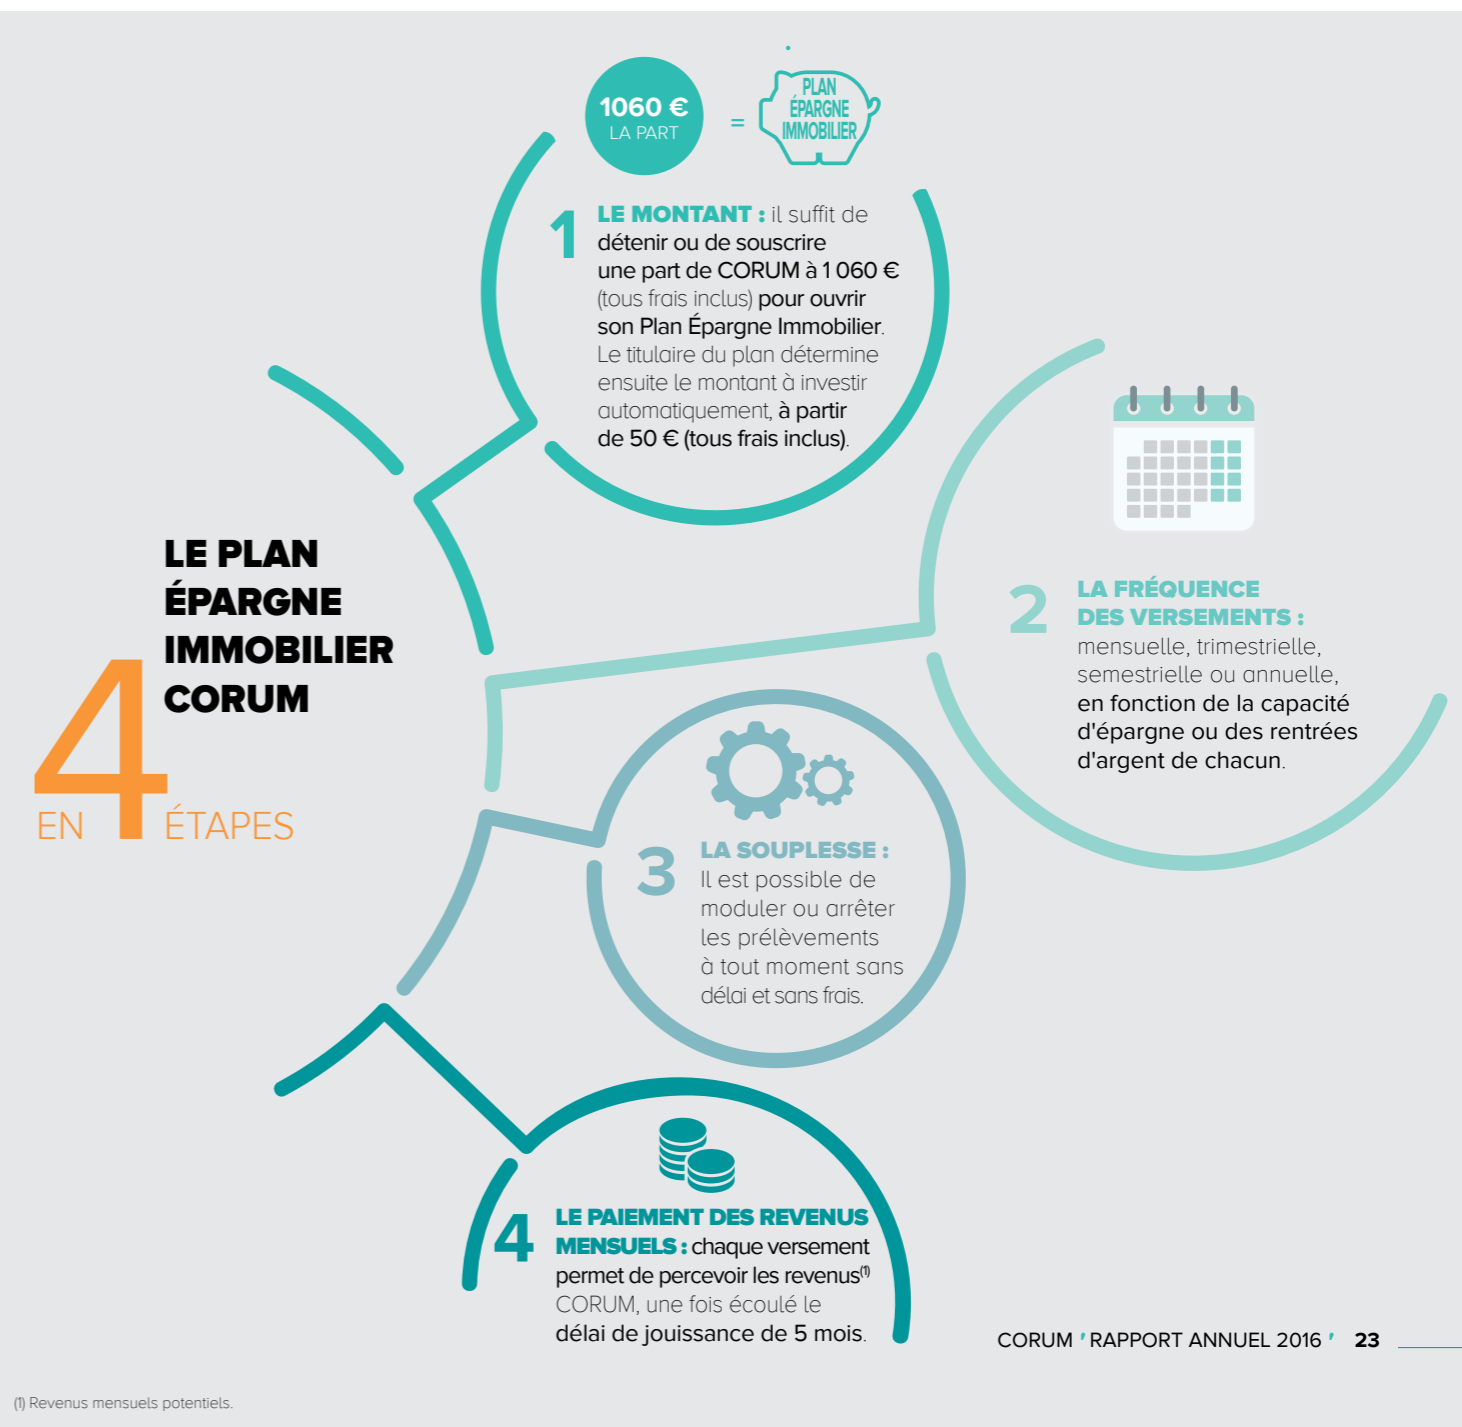 LE PLAN
ÉPARGNE
IMMOBILIER
CORUM
EN 4 ÉTAPES
1060 €
LA PART
=
PLAN
ÉPARGNE
IMMOBILIER
1
LE MONTANT : il suffit de
détenir ou de souscrire
une part de CORUM à 1 060 €
(tous frais inclus) pour ouvrir
son Plan Épargne Immobilier.
Le titulaire du plan détermine
ensuite le montant à investir
automatiquement, à partir
de 50 € (tous frais inclus).
2
LA FRÉQUENCE
DES VERSEMENTS :
mensuelle, trimestrielle,
semestrielle ou annuelle,
en fonction de la capacité
d'épargne ou des rentrées
d'argent de chacun.
3
LA SOUPLESSE :
Il est possible de
moduler ou arrêter
les prélèvements
à tout moment sans
délai et sans frais.
4
LE PAIEMENT DES REVENUS
MENSUELS : chaque versement
permet de percevoir les revenus(1)
CORUM, une fois écoulé le
délai de jouissance de 5 mois.
CORUM ' RAPPORT ANNUEL 2016 ' 23
(1) Revenus mensuels potentiels.